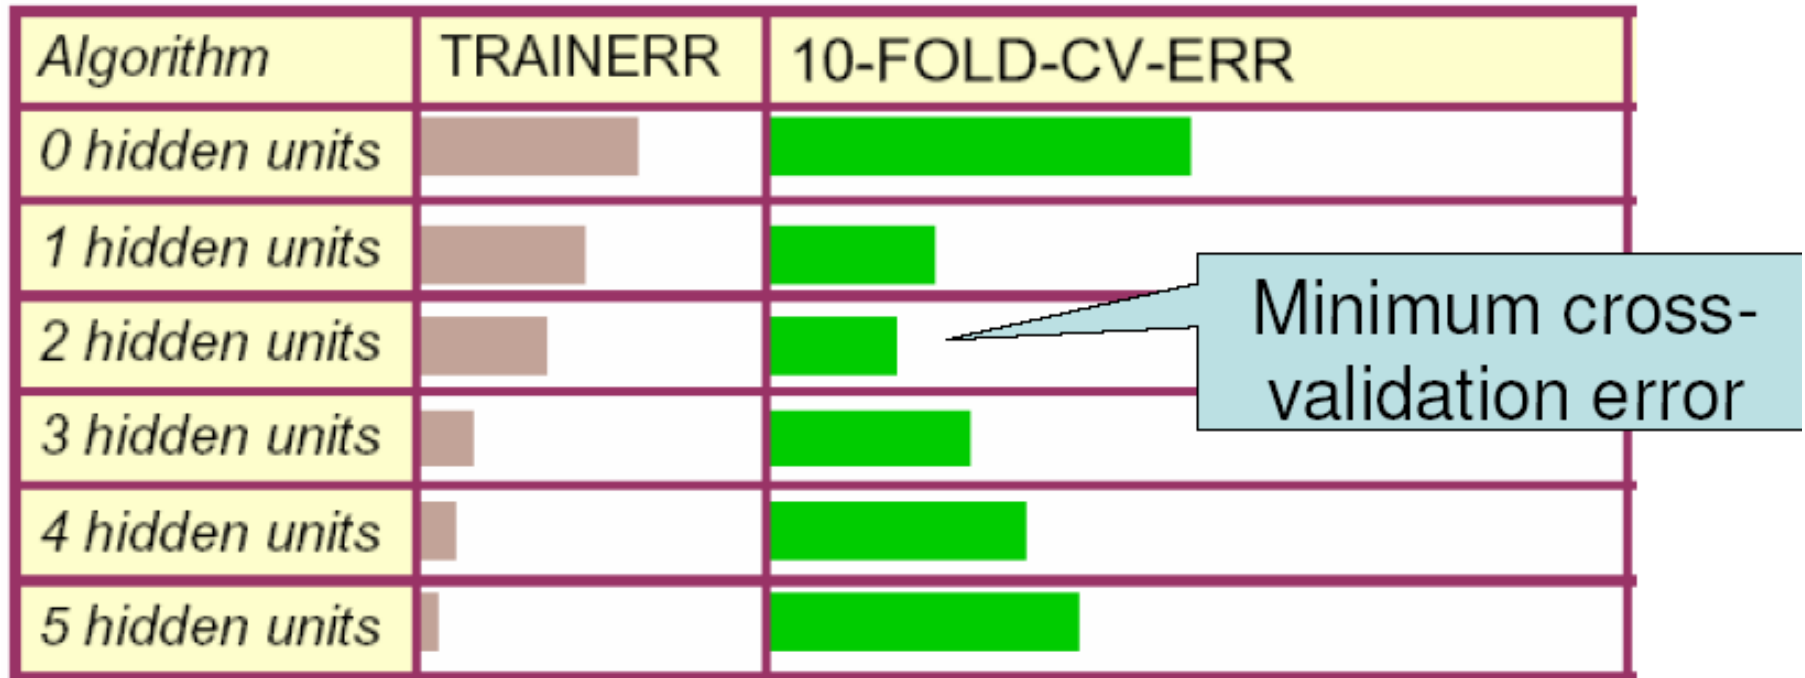 Algorithm TRAINERR 10-FOLD-CV-ERR
0 hidden units
1 hidden units
2 hidden units
Minimum cross-
validation error
3 hidden units
4 hidden units
5 hidden units